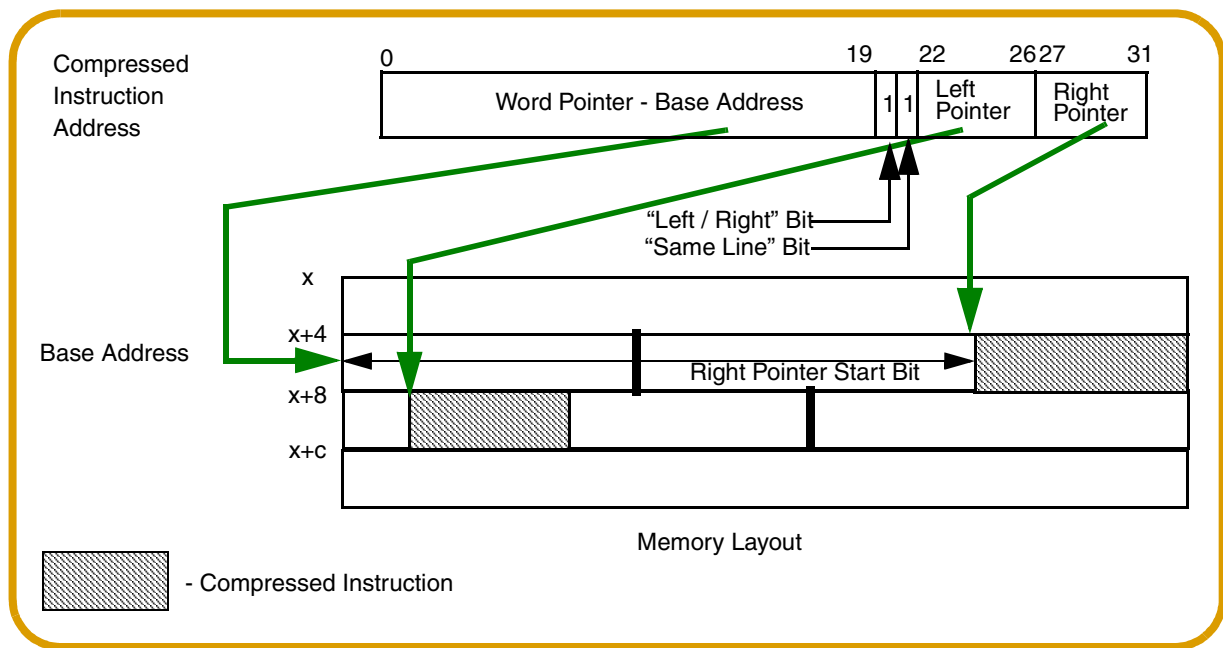 Compressed
Instruction
Address
0 19 22 26 27 31
Word Pointer - Base Address
1 1
Left
Pointer
Right
Pointer
“Left / Right” Bit
“Same Line” Bit
x
x+4
Base Address
Right Pointer Start Bit
x+8
x+c
Memory Layout
- Compressed Instruction